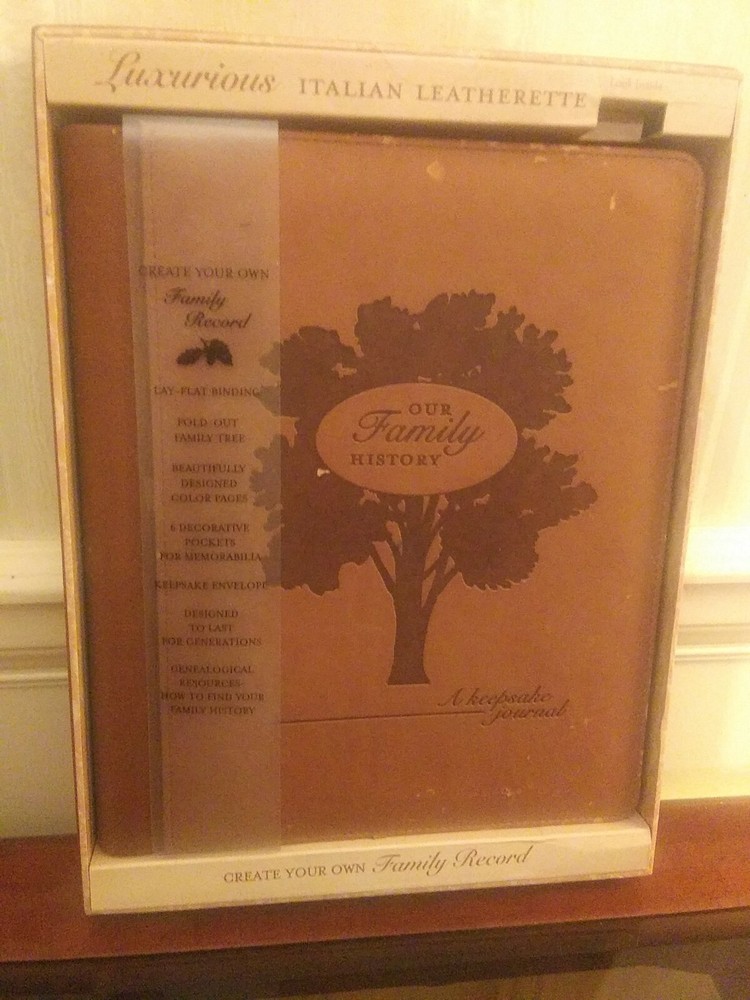 Luxurious ITALIAN LEATHERETTE
CREATE YOUR OWN
Family
Record
LAY-FLAT BINDING
FOLD-OUT
FAMILY TREE
BEAUTIFULLY
DESIGNED
COLOR PAGES
6 DECORATIVE
POCKETS
FOR MEMORABILIA
KEEPSAKE ENVELOPE
DESIGNED
TO LAST
FOR GENERATIONS
GENEALOGICAL
RESOURCES–
HOW TO FIND YOUR
FAMILY HISTORY
OUR
Family
HISTORY
A keepsake
journal
CREATE YOUR OWN Family Record